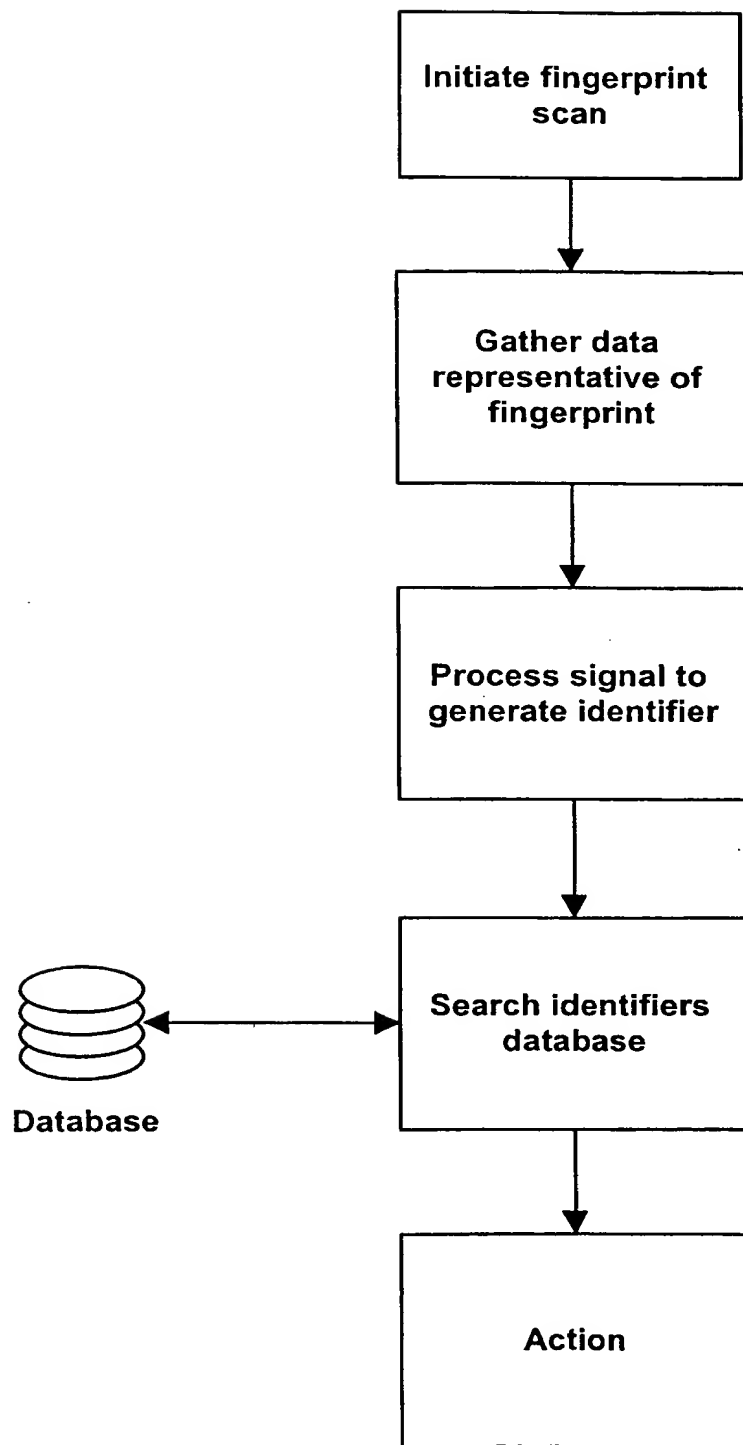 Initiate fingerprint
scan
Gather data
representative of
fingerprint
Process signal to
generate identifier
Search identifiers
database
Database
Action